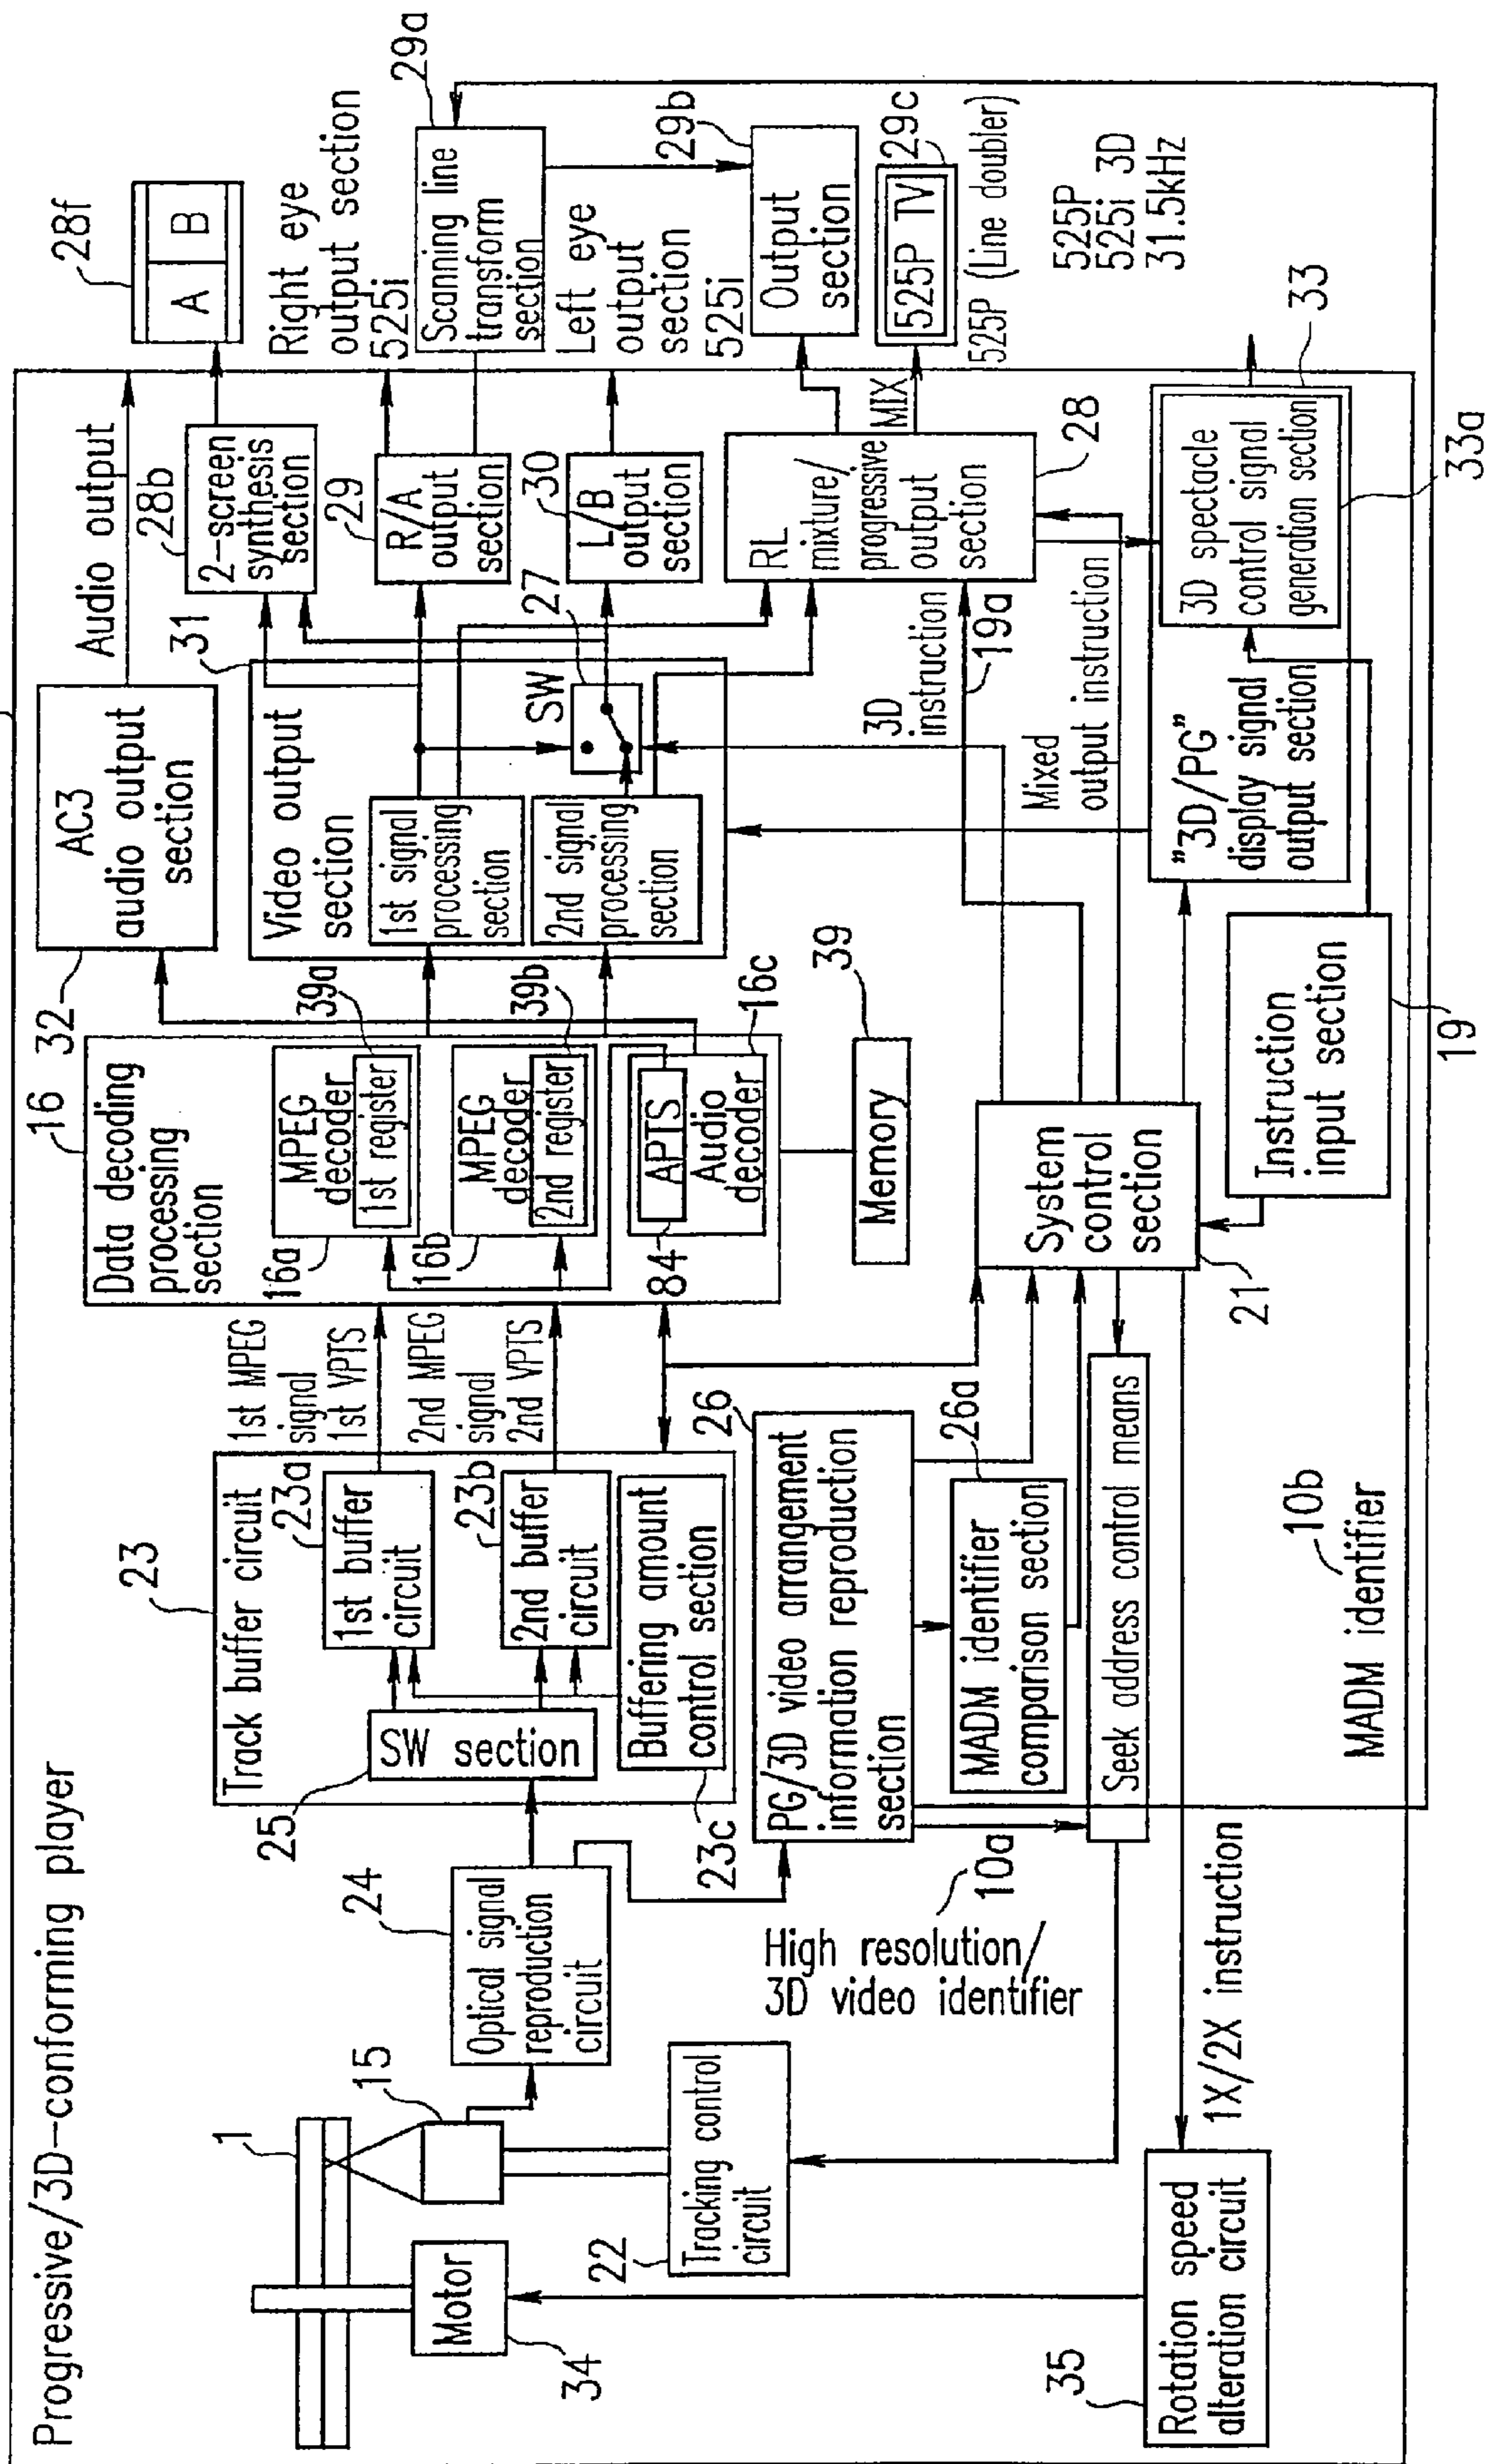 Progressive/3D-conforming player
1
15
Motor
34
22
Tracking control
circuit
35
Rotation speed
alteration circuit
1X/2X instruction
24
Optical signal
reproduction
circuit
High resolution/
3D video identifier
10a
23
Track buffer circuit
25
SW section
23a
1st buffer
circuit
23b
2nd buffer
circuit
Buffering amount
control section
23c
26
PG/3D video arrangement
information reproduction
section
26a
MADM identifier
comparison section
Seek address control means
10b
MADM identifier
1st MPEG
signal
1st VPTS
2nd MPEG
signal
2nd VPTS
16
Data decoding
processing
section
MPEG
decoder
1st register
39a
16a
MPEG
decoder
2nd register
39b
16b
APTS
Audio
decoder
16c
84
Memory
39
System
control
section
21
Instruction
input section
19
AC3
audio output
section
32
Audio output
31
Video output
section
1st signal
processing
section
2nd signal
processing
section
SW
27
3D
instruction
19a
Mixed
output instruction
"3D/PG"
display signal
output section
33
3D spectacle
control signal
generation section
33a
28b
2-screen
synthesis
section
29
R/A
output
section
30
L/B
output
section
RL
mixture/
progressive
output
section
28
MIX
28f
A
B
Right eye
output section
525i
Scanning line
transform
section
29a
Left eye
output
section
525i
29b
Output
section
29c
525P TV
525P (Line doubler)
525P
525i 3D
31.5kHz